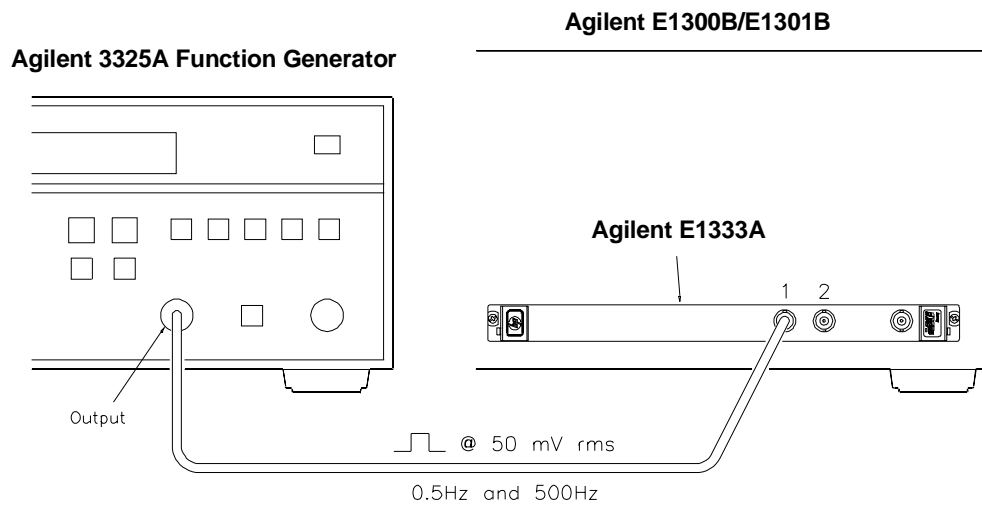 Agilent E1300B/E1301B
Agilent 3325A Function Generator
Agilent E1333A
1 2
Output
@ 50 mV rms
0.5Hz and 500Hz